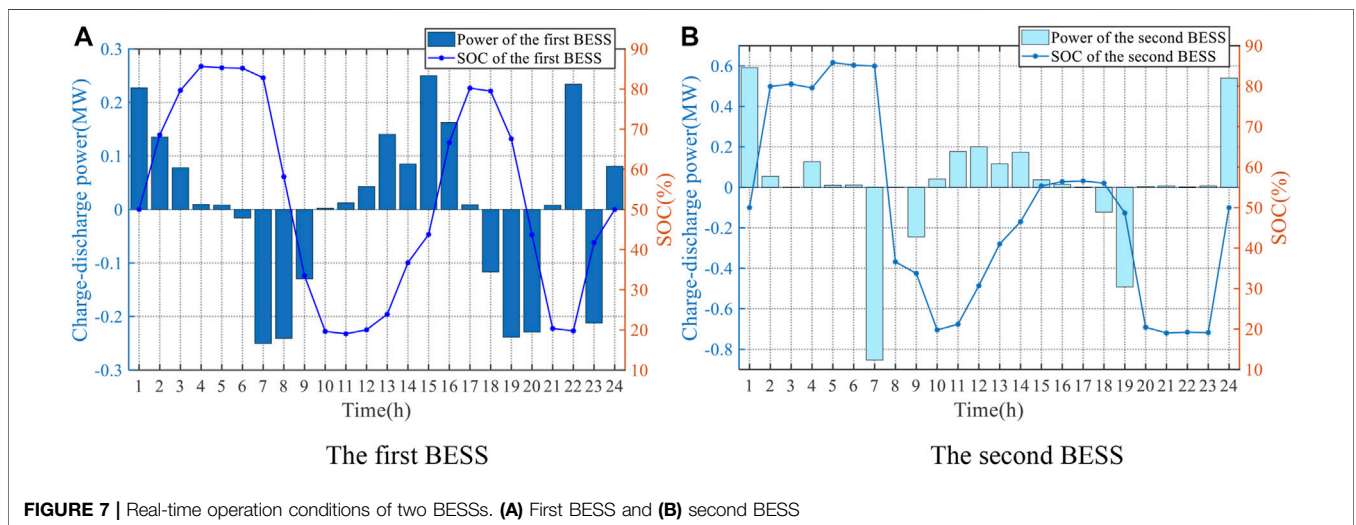 A
Power of the first BESS
SOC of the first BESS
Charge-discharge power(MW)
0.3
0.2
0.1
0
-0.1
-0.2
-0.3
90
80
70
60
50
40
30
20
10
SOC(%)
1 2 3 4 5 6 7 8 9 10 11 12 13 14 15 16 17 18 19 20 21 22 23 24
Time(h)
The first BESS
B
Power of the second BESS
SOC of the second BESS
Charge-discharge power(MW)
0.6
0.4
0.2
0
-0.2
-0.4
-0.6
-0.8
90
80
70
60
50
40
30
20
10
SOC(%)
1 2 3 4 5 6 7 8 9 10 11 12 13 14 15 16 17 18 19 20 21 22 23 24
Time(h)
The second BESS
FIGURE 7 | Real-time operation conditions of two BESSs. (A) First BESS and (B) second BESS